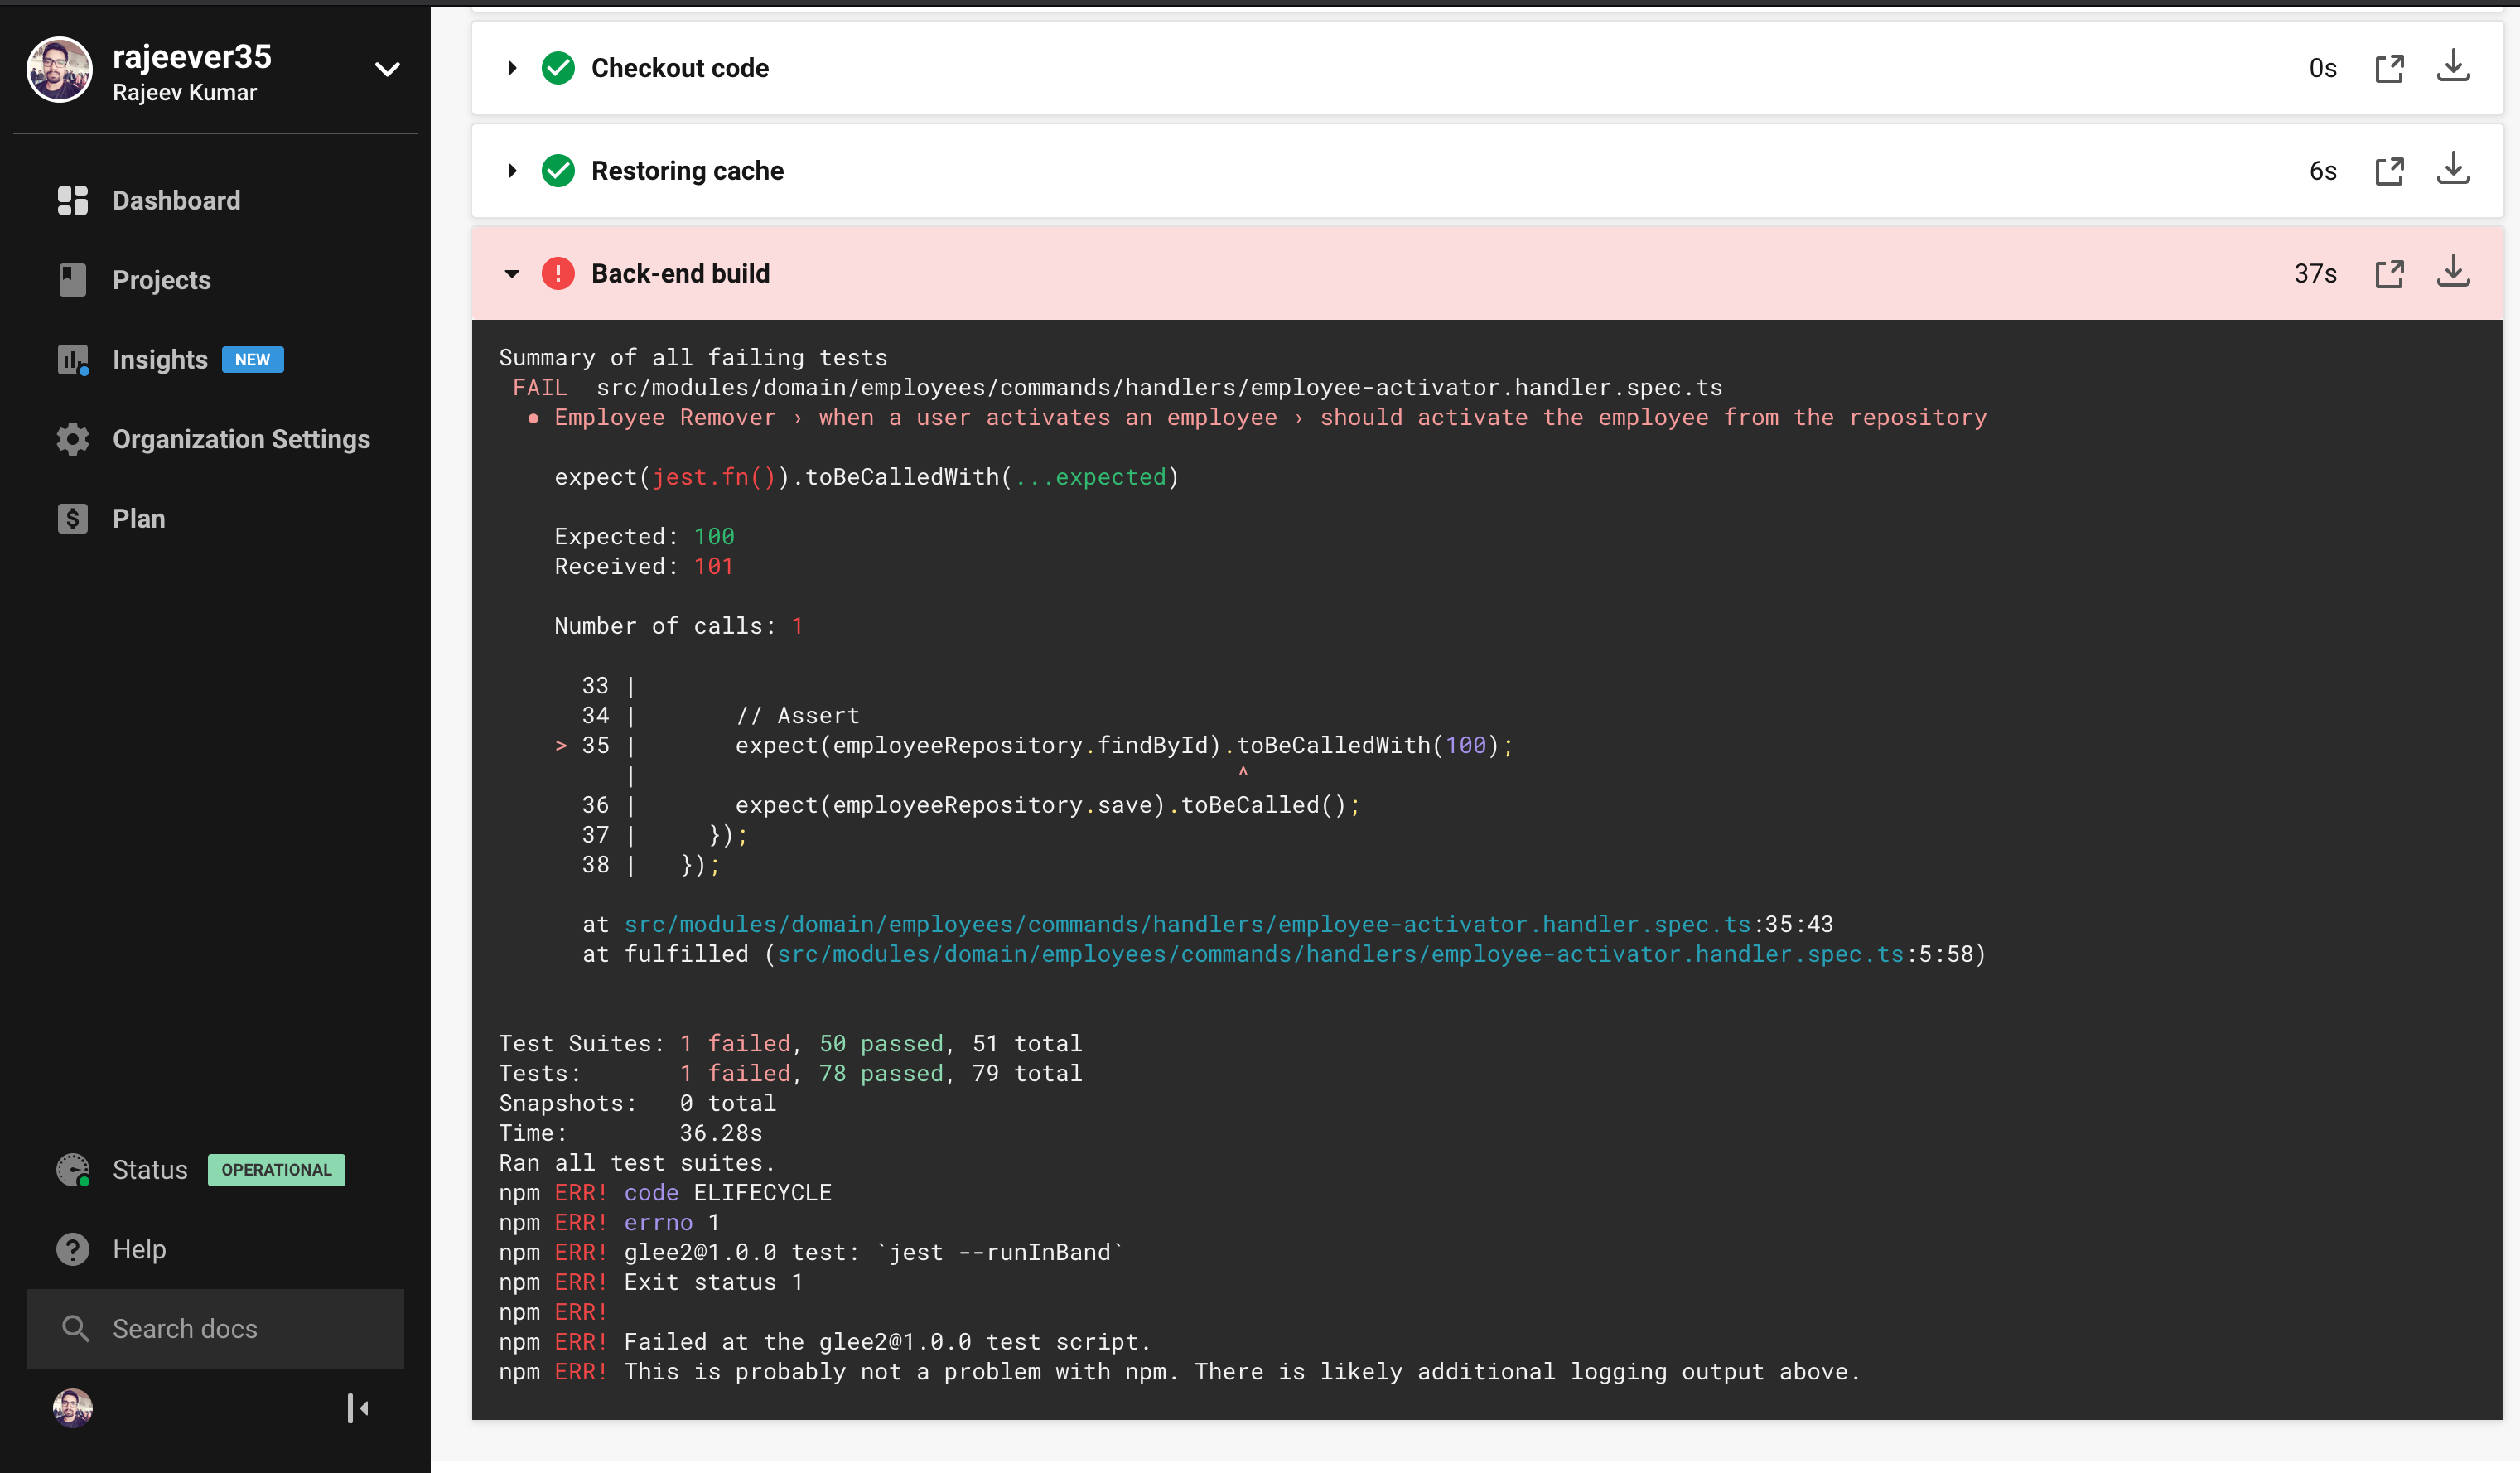 rajeever35
Rajeev Kumar
Dashboard
Projects
Insights NEW
Organization Settings
Plan
Status OPERATIONAL
Help
Search docs
Checkout code 0s
Restoring cache 6s
Back-end build 37s
Summary of all failing tests
FAIL src/modules/domain/employees/commands/handlers/employee-activator.handler.spec.ts
● Employee Remover › when a user activates an employee › should activate the employee from the repository
expect(jest.fn()).toBeCalledWith(...expected)
Expected: 100
Received: 101
Number of calls: 1
33 |
34 | // Assert
> 35 | expect(employeeRepository.findById).toBeCalledWith(100);
| ^
36 | expect(employeeRepository.save).toBeCalled();
37 | });
38 | });
at src/modules/domain/employees/commands/handlers/employee-activator.handler.spec.ts:35:43
at fulfilled (src/modules/domain/employees/commands/handlers/employee-activator.handler.spec.ts:5:58)
Test Suites: 1 failed, 50 passed, 51 total
Tests: 1 failed, 78 passed, 79 total
Snapshots: 0 total
Time: 36.28s
Ran all test suites.
npm ERR! code ELIFECYCLE
npm ERR! errno 1
npm ERR! glee2@1.0.0 test: `jest --runInBand`
npm ERR! Exit status 1
npm ERR!
npm ERR! Failed at the glee2@1.0.0 test script.
npm ERR! This is probably not a problem with npm. There is likely additional logging output above.